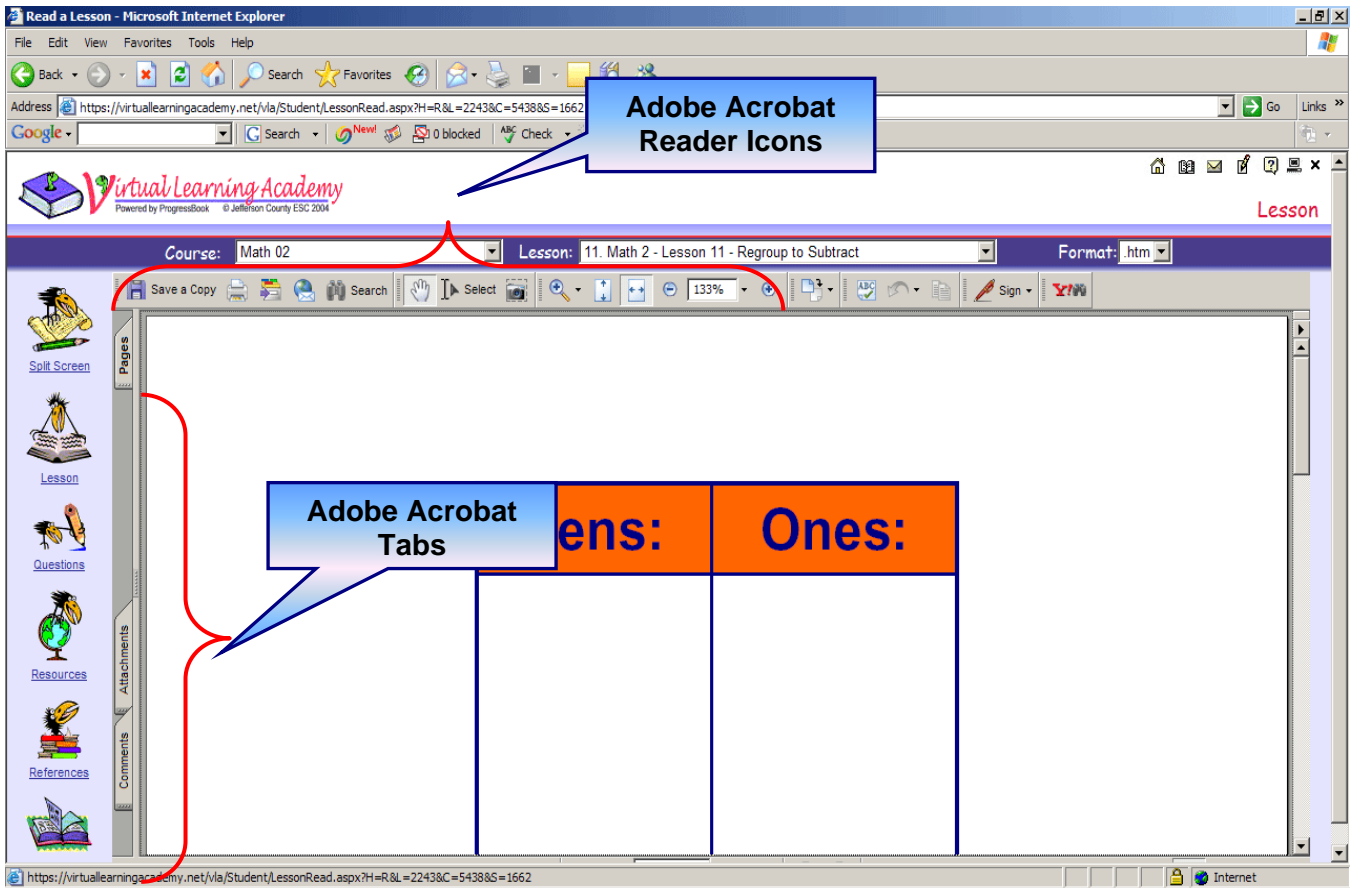 Read a Lesson - Microsoft Internet Explorer
File Edit View Favorites Tools Help
Back Search Favorites
Address https://virtuallearningacademy.net/vla/Student/LessonRead.aspx?H=R&L=2243&C=5438&S=1662 Go Links »
Google Search New! 0 blocked ABC Check
Adobe Acrobat
Reader Icons
Virtual Learning Academy
Powered by ProgressBook © Jefferson County ESC 2004
Lesson
Course: Math 02 Lesson: 11. Math 2 - Lesson 11 - Regroup to Subtract Format: .htm
Save a Copy Search Select 133% ABC Sign Y!
Split Screen
Lesson
Questions
Resources
References
Pages
Attachments
Comments
Adobe Acrobat
Tabs
ens: Ones:
https://virtuallearningacademy.net/vla/Student/LessonRead.aspx?H=R&L=2243&C=5438&S=1662 Internet